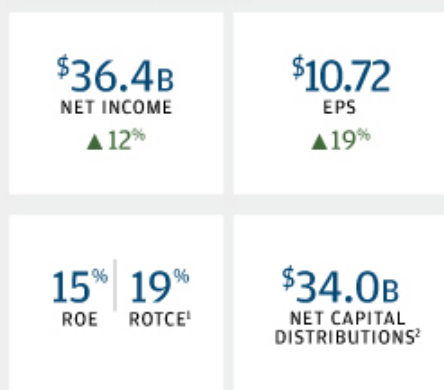 $36.4B
NET INCOME
▲12%
$10.72
EPS
▲19%
15% 19%
ROE ROTCE¹
$34.0B
NET CAPITAL
DISTRIBUTIONS²